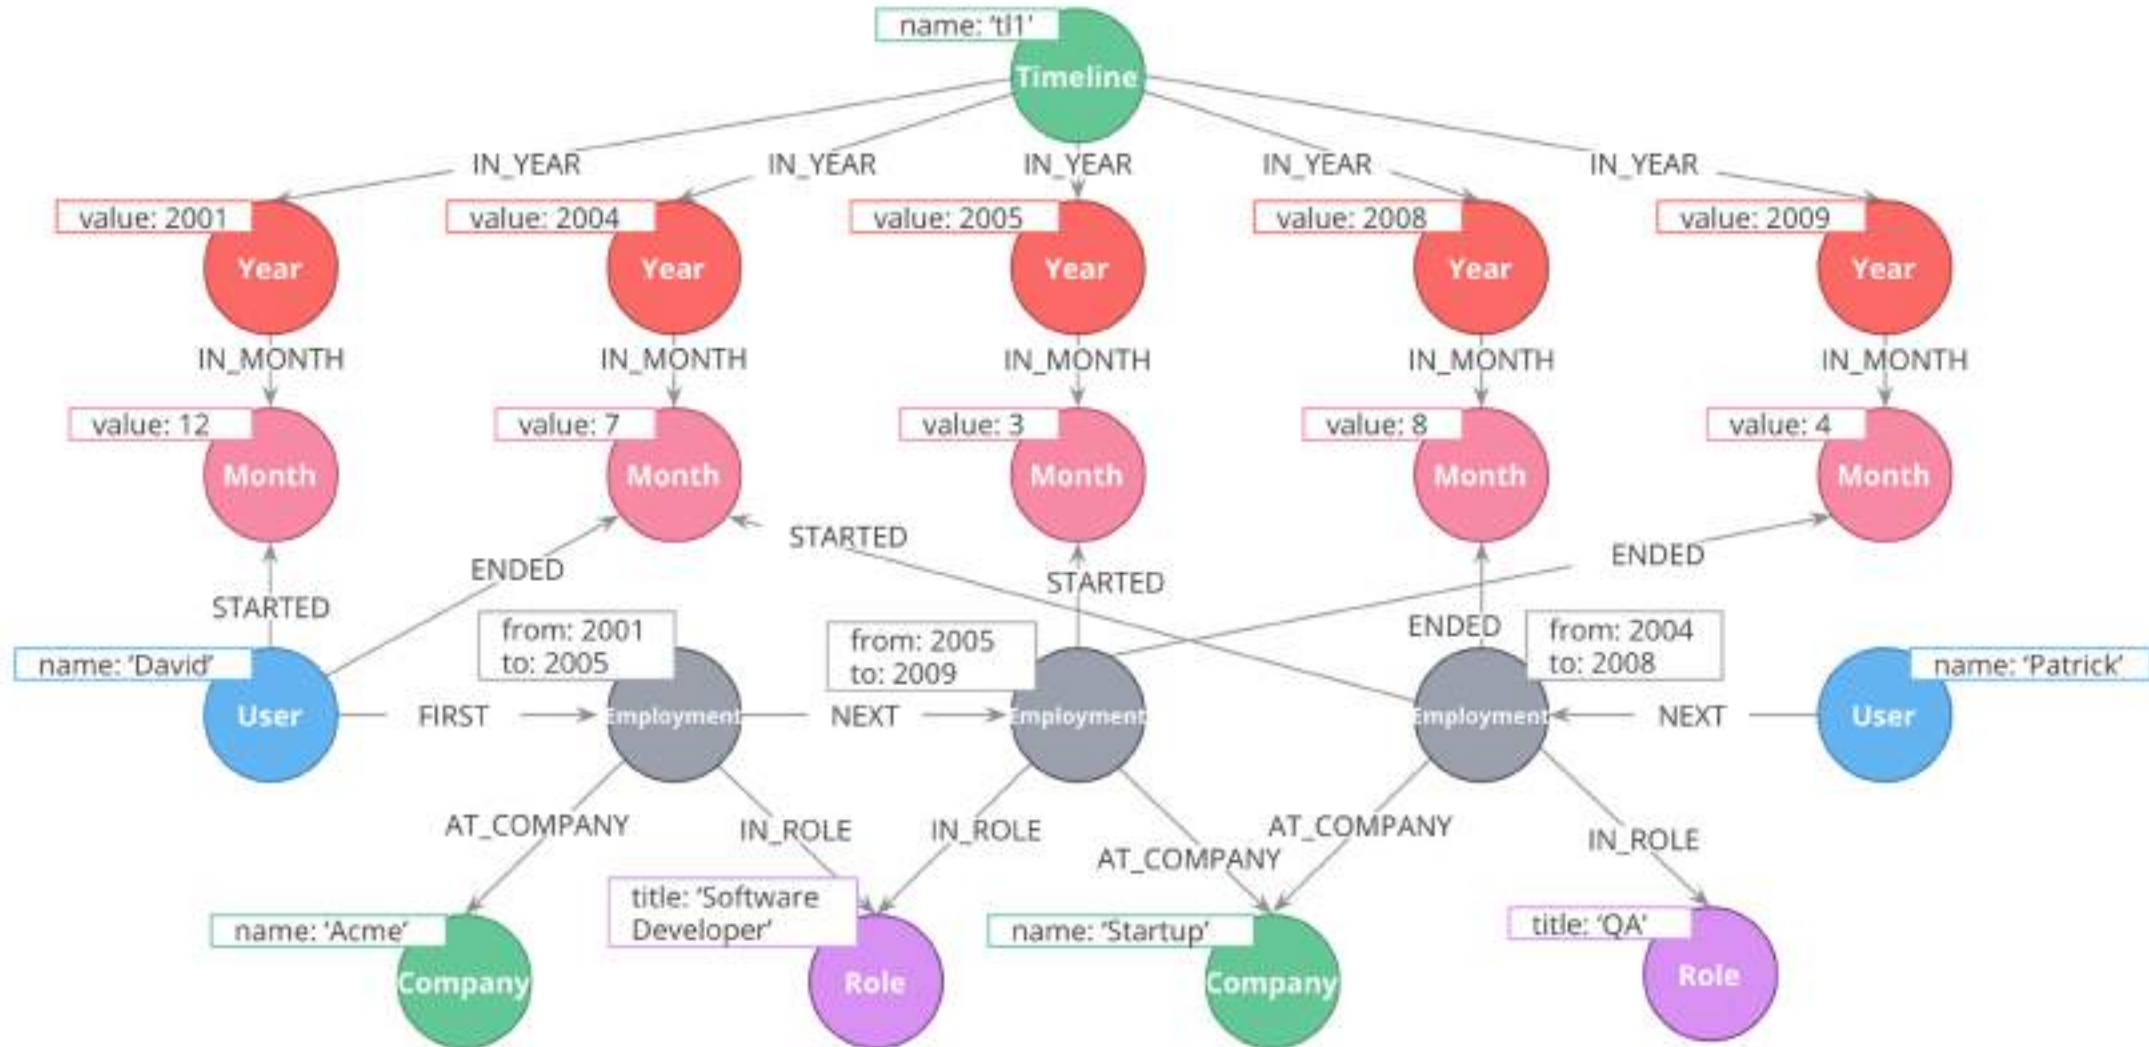 name: ‘tl1’
Timeline
IN_YEAR
IN_YEAR
IN_YEAR
IN_YEAR
IN_YEAR
value: 2001
value: 2004
value: 2005
value: 2008
value: 2009
Year
Year
Year
Year
Year
IN_MONTH
IN_MONTH
IN_MONTH
IN_MONTH
IN_MONTH
value: 12
value: 7
value: 3
value: 8
value: 4
Month
Month
Month
Month
Month
STARTED
ENDED
ENDED
STARTED
STARTED
ENDED
from: 2001
to: 2005
from: 2005
to: 2009
from: 2004
to: 2008
name: ‘David’
name: ‘Patrick’
User
FIRST
Employment
NEXT
Employment
Employment
NEXT
User
AT_COMPANY
IN_ROLE
IN_ROLE
AT_COMPANY
AT_COMPANY
IN_ROLE
name: ‘Acme’
title: ‘Software
Developer’
name: ‘Startup’
title: ‘QA’
Company
Role
Company
Role